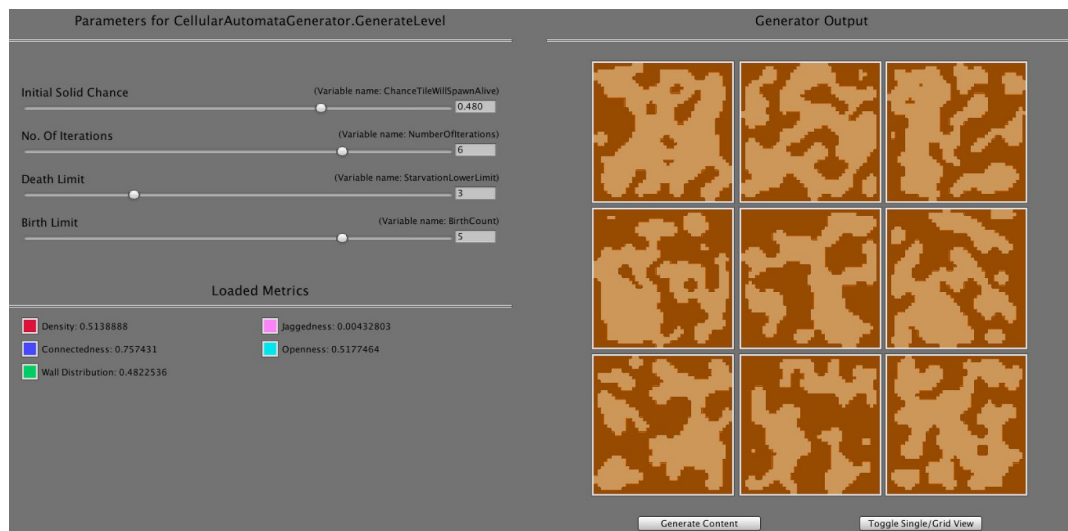 Parameters for CellularAutomataGenerator.GenerateLevel
Generator Output
Initial Solid Chance
(Variable name: ChanceTileWillSpawnAlive)
0.480
No. Of Iterations
(Variable name: NumberOfIterations)
6
Death Limit
(Variable name: StarvationLowerLimit)
3
Birth Limit
(Variable name: BirthCount)
5
Loaded Metrics
Density: 0.5138888
Jaggedness: 0.00432803
Connectedness: 0.757431
Openness: 0.5177464
Wall Distribution: 0.4822536
Generate Content
Toggle Single/Grid View